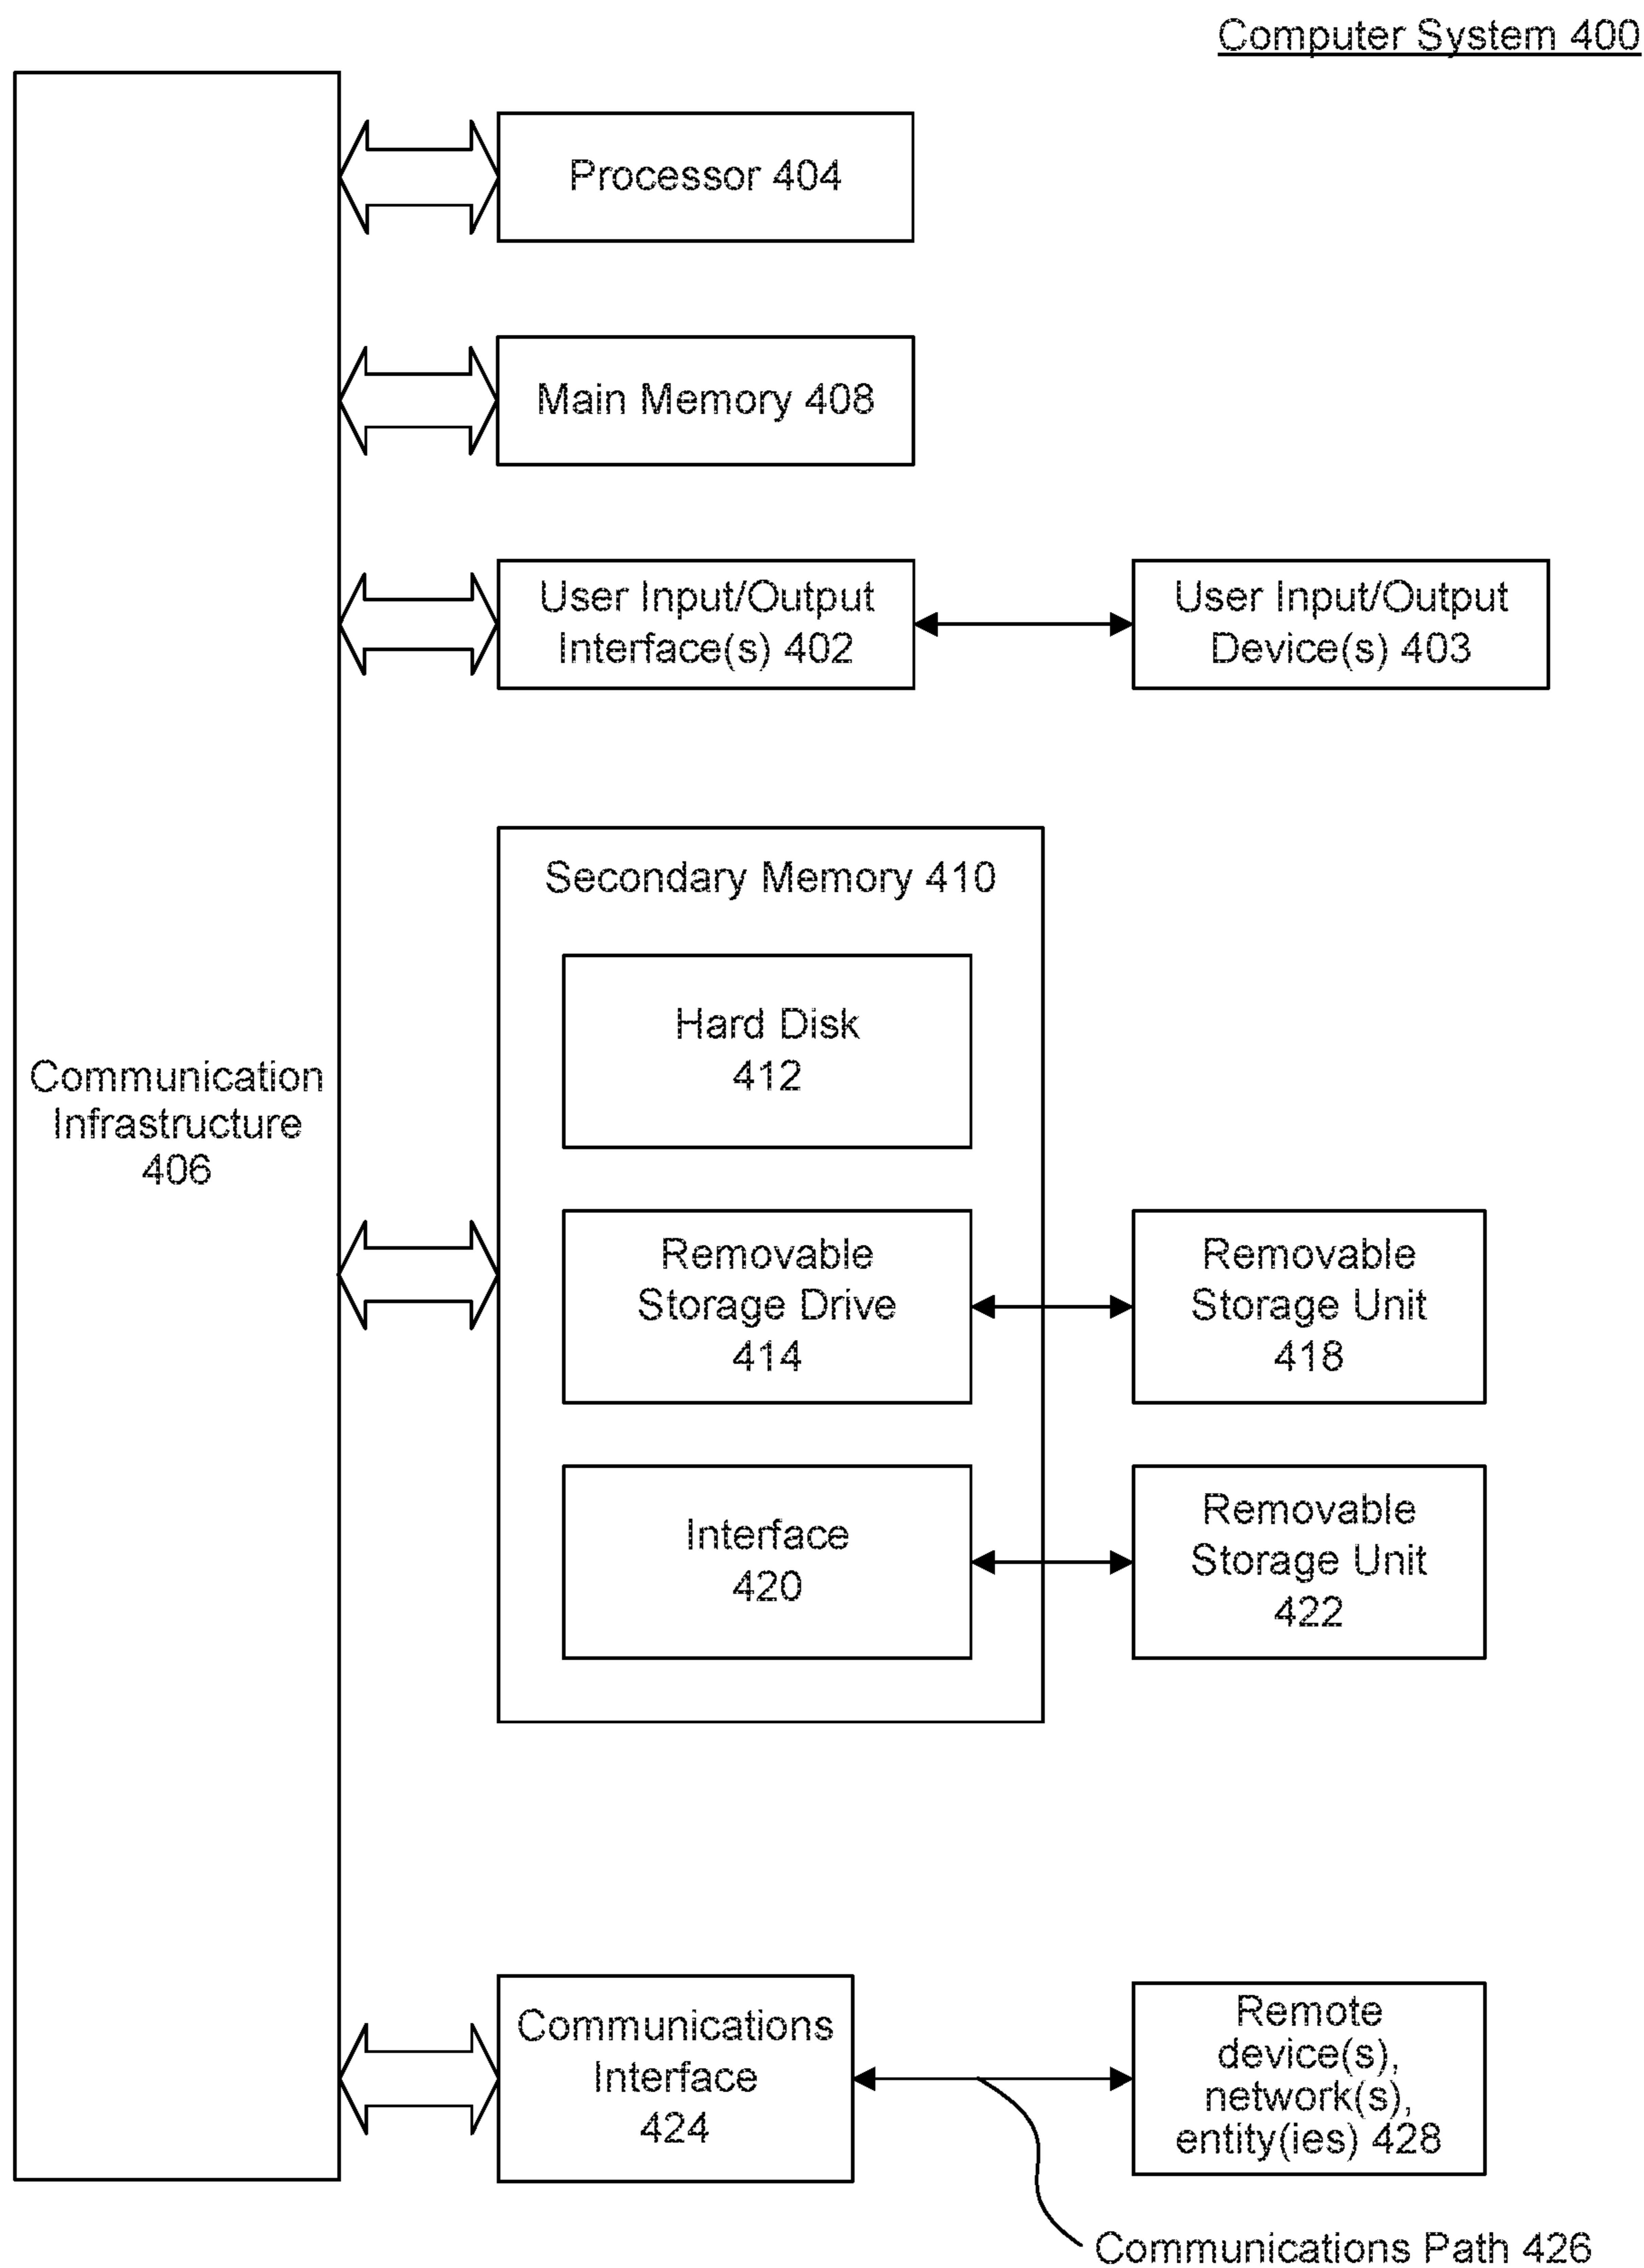 Computer System 400
Processor 404
Main Memory 408
User Input/Output
Interface(s) 402
User Input/Output
Device(s) 403
Secondary Memory 410
Hard Disk
412
Communication
Infrastructure
406
Removable
Storage Drive
414
Removable
Storage Unit
418
Interface
420
Removable
Storage Unit
422
Communications
Interface
424
Remote
device(s),
network(s),
entity(ies) 428
Communications Path 426